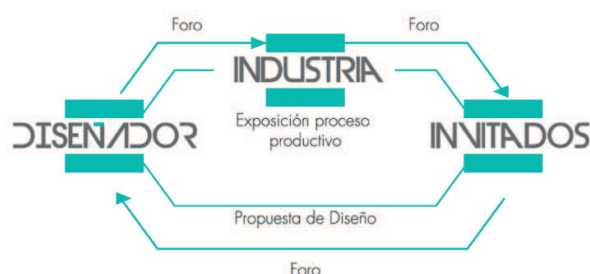 Foro
Foro
INDUSTRIA
Exposición proceso
productivo
DISEÑADOR
INVITADOS
Propuesta de Diseño
Foro